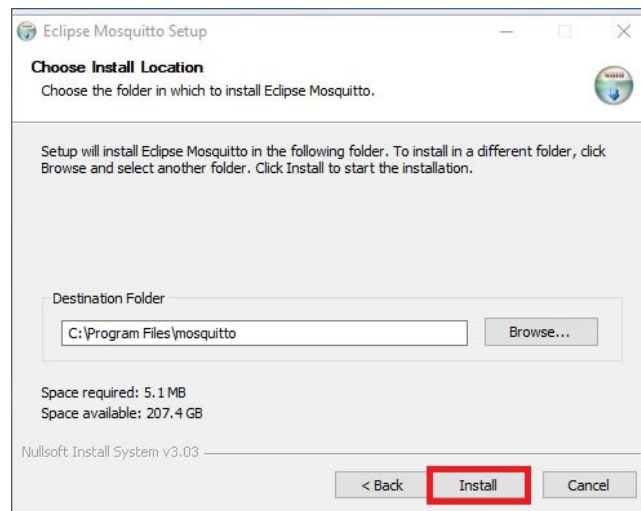 Eclipse Mosquitto Setup
Choose Install Location
Choose the folder in which to install Eclipse Mosquitto.
Setup will install Eclipse Mosquitto in the following folder. To install in a different folder, click
Browse and select another folder. Click Install to start the installation.
Destination Folder
C:\Program Files\mosquitto
Browse...
Space required: 5.1 MB
Space available: 207.4 GB
Nullsoft Install System v3.03
< Back Install Cancel